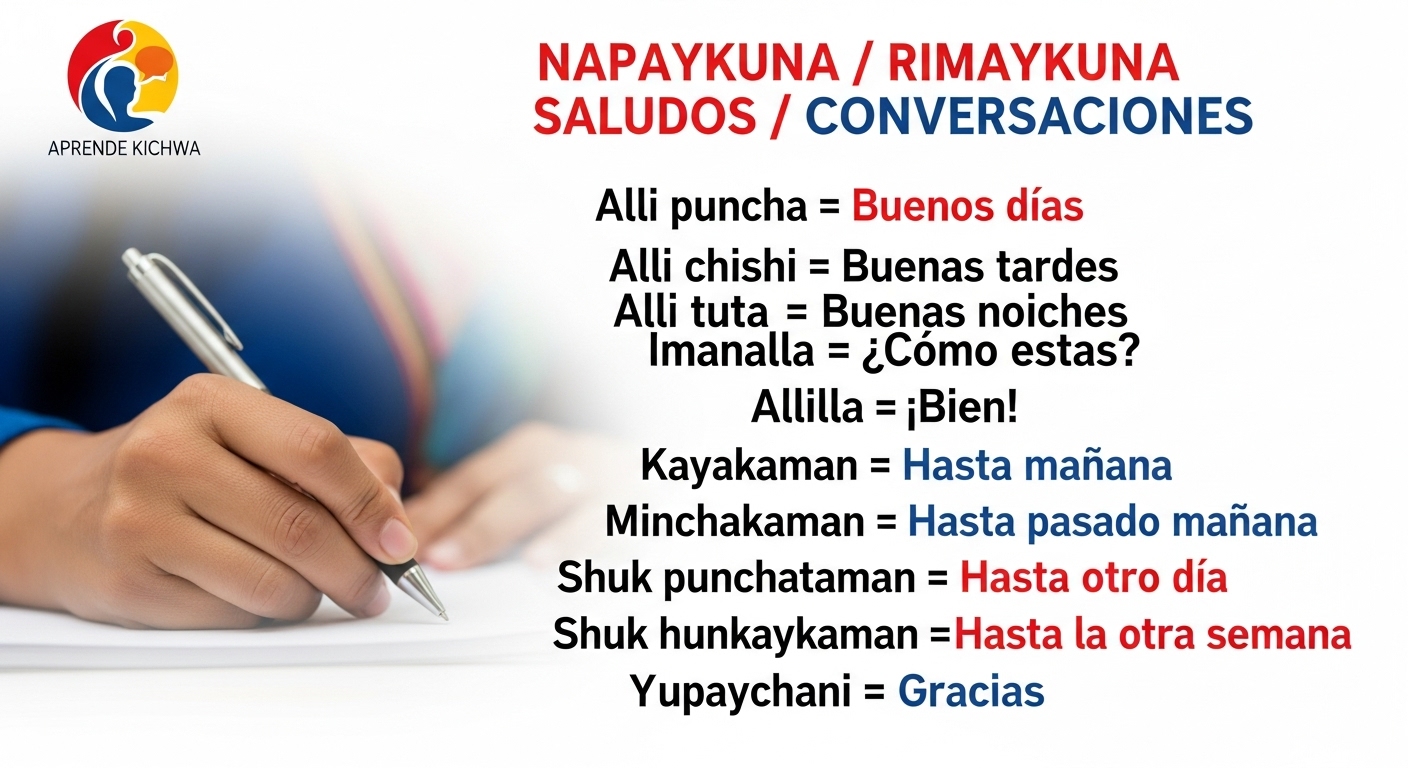 APRENDE KICHWA
NAPAYKUNA / RIMAYKUNA
SALUDOS / CONVERSACIONES
Alli puncha = Buenos días
Alli chishi = Buenas tardes
Alli tuta = Buenas noiches
Imanalla = ¿Cómo estas?
Allilla = ¡Bien!
Kayakaman = Hasta mañana
Minchakaman = Hasta pasado mañana
Shuk punchataman = Hasta otro día
Shuk hunkaykaman =Hasta la otra semana
Yupaychani = Gracias